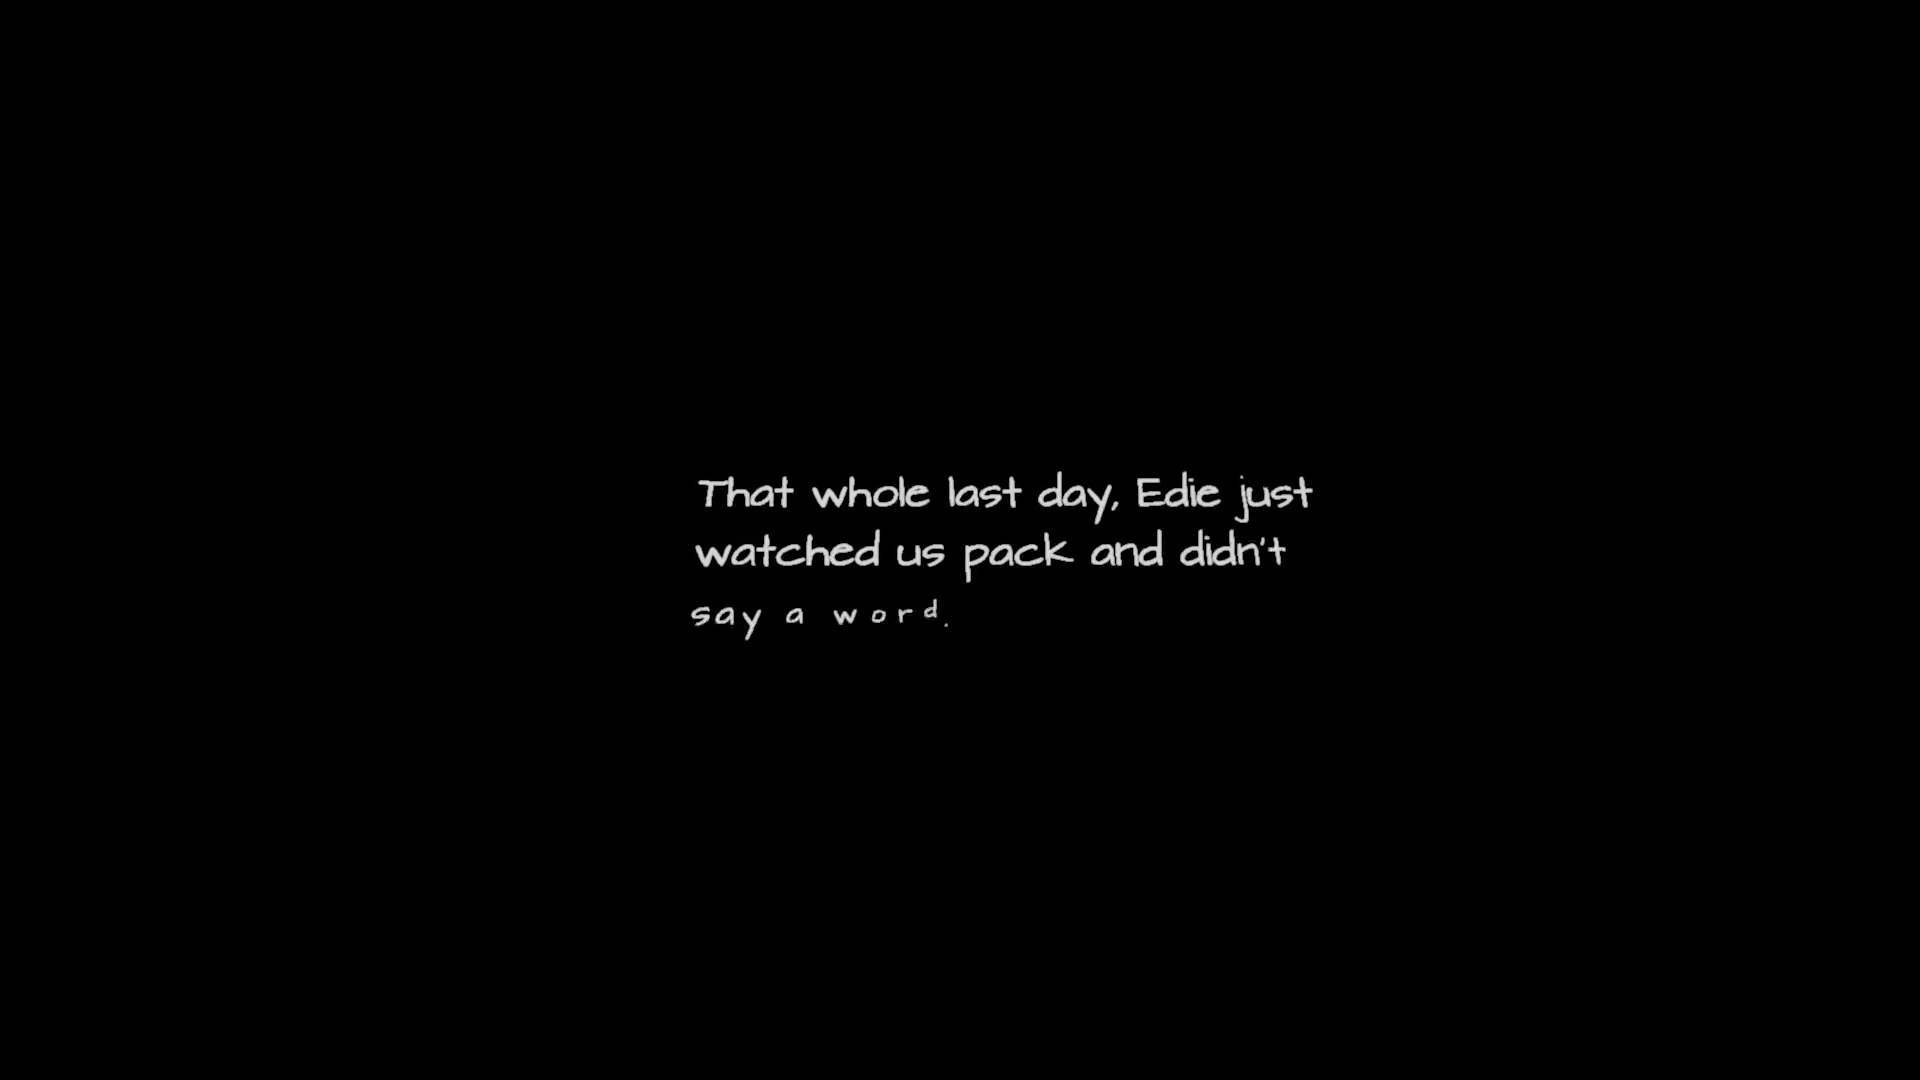 That whole last day, Edie just
watched us pack and didn't
say a word.